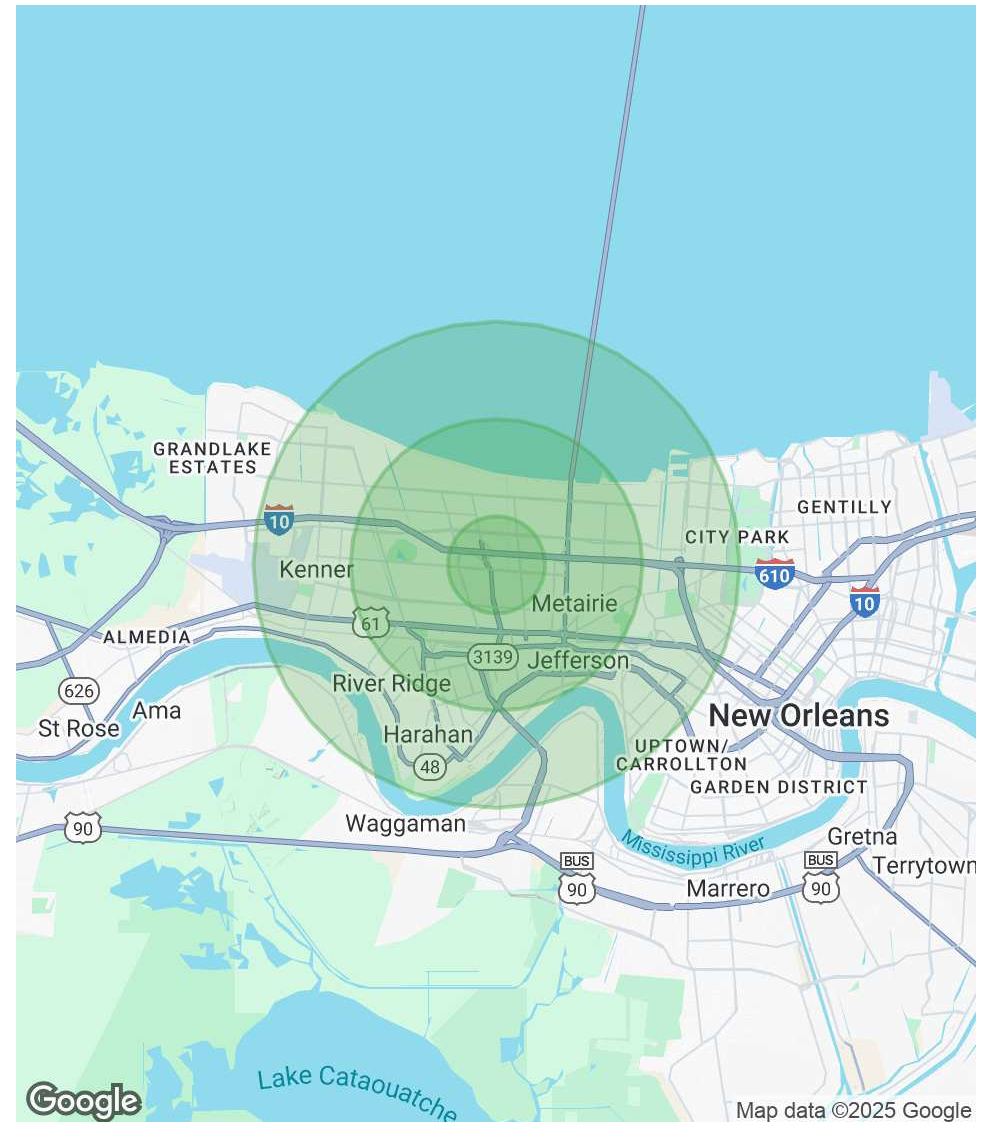 GRANDLAKE
ESTATES
GENTILLY
10
CITY PARK
610
Kenner
10
Metairie
61
ALMEDIA
3139
Jefferson
River Ridge
626
Ama
St Rose
New Orleans
Harahan
UPTOWN/
CARROLLTON
48
GARDEN DISTRICT
Waggaman
90
Mississippi River
Gretna
BUS
90
BUS
90
Terrytown
Marrero
Lake Cataouatche
Google
Map data ©2025 Google